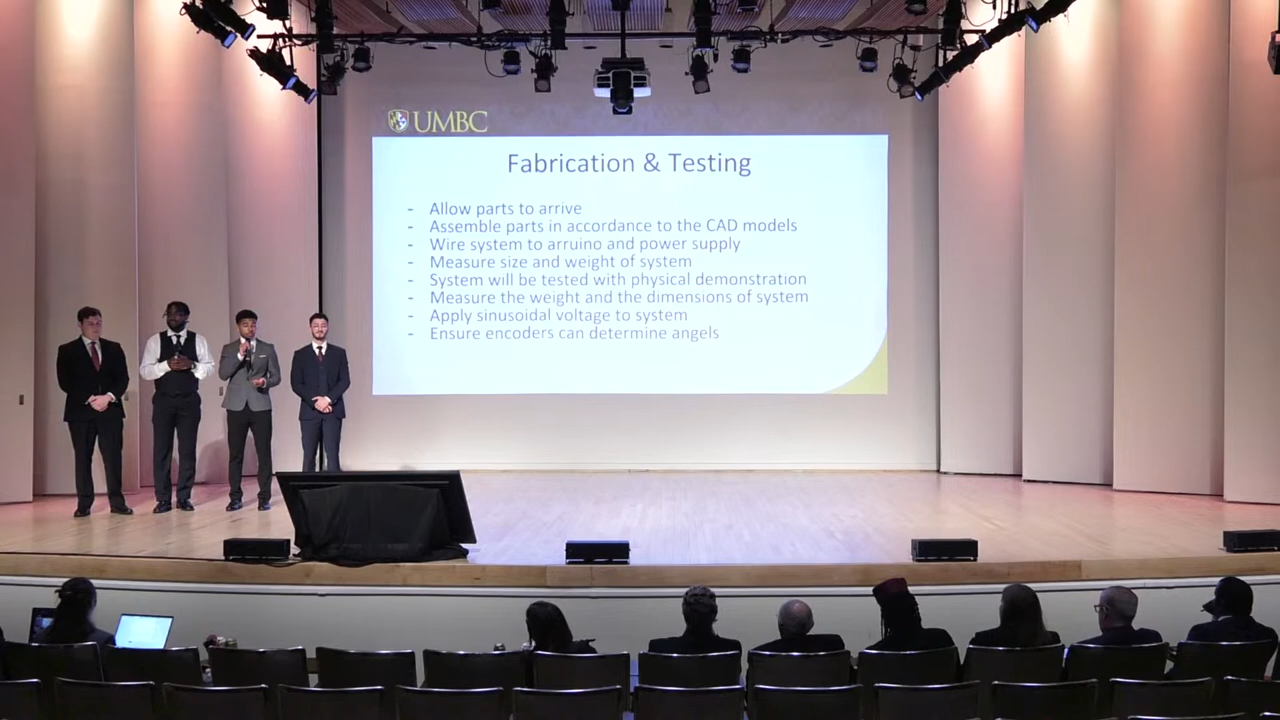 UMBC
Fabrication & Testing
- Allow parts to arrive
- Assemble parts in accordance to the CAD models
- Wire system to arruino and power supply
- Measure size and weight of system
- System will be tested with physical demonstration
- Measure the weight and the dimensions of system
- Apply sinusoidal voltage to system
- Ensure encoders can determine angels